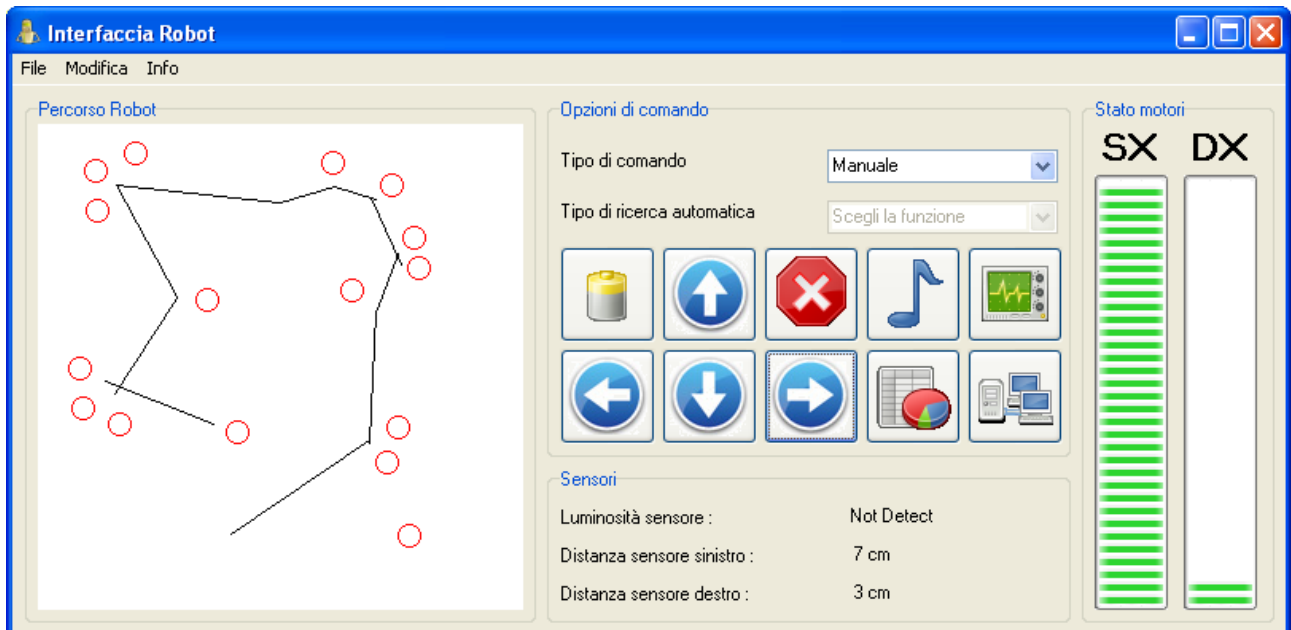 Interfaccia Robot
File Modifica Info
Percorso Robot
Opzioni di comando
Tipo di comando
Manuale
Tipo di ricerca automatica
Scegli la funzione
Sensori
Luminosità sensore : Not Detect
Distanza sensore sinistro : 7 cm
Distanza sensore destro : 3 cm
Stato motori
SX DX